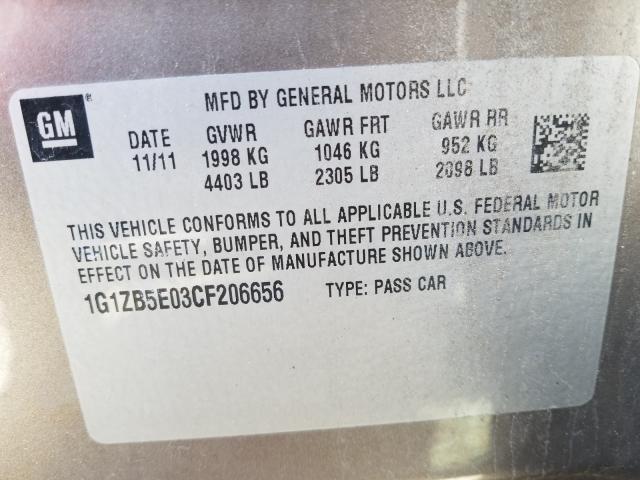 GM®
MFD BY GENERAL MOTORS LLC
DATE GVWR GAWR FRT GAWR RR
11/11 1998 KG 1046 KG 952 KG
4403 LB 2305 LB 2098 LB
THIS VEHICLE CONFORMS TO ALL APPLICABLE U.S. FEDERAL MOTOR
VEHICLE SAFETY, BUMPER, AND THEFT PREVENTION STANDARDS IN
EFFECT ON THE DATE OF MANUFACTURE SHOWN ABOVE.
1G1ZB5E03CF206656 TYPE: PASS CAR